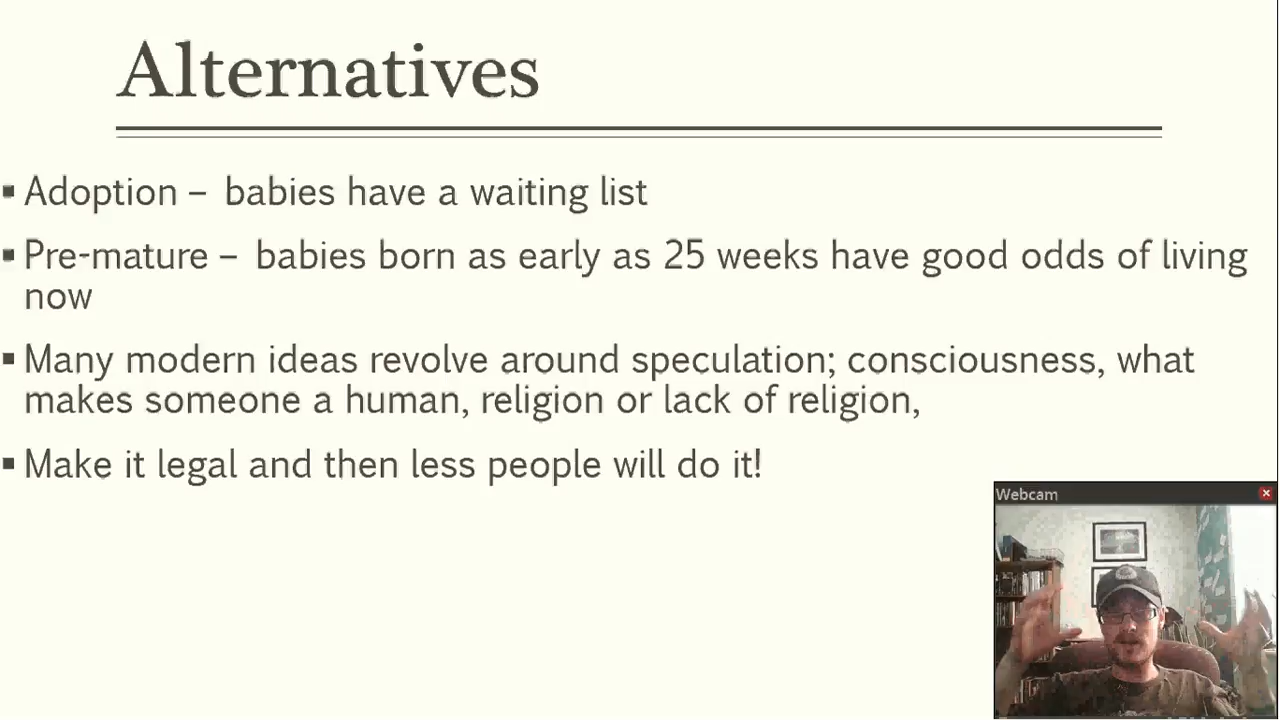 Alternatives
▪ Adoption – babies have a waiting list
▪ Pre-mature – babies born as early as 25 weeks have good odds of living
now
▪ Many modern ideas revolve around speculation; consciousness, what
makes someone a human, religion or lack of religion,
▪ Make it legal and then less people will do it!
Webcam